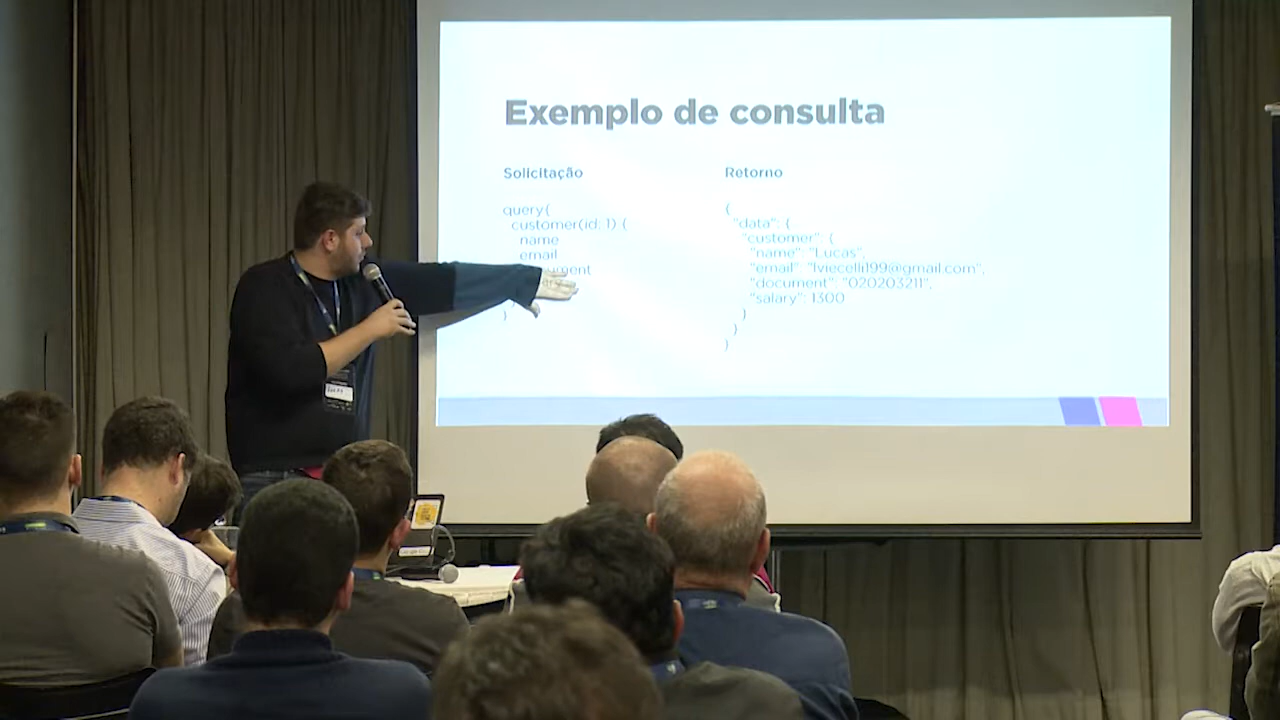 Exemplo de consulta
Solicitação
query{
customer(id: 1) {
name
email
}
Retorno
{
"data": {
"customer": {
"name": "Lucas",
"email": "lviecelli199@gmail.com",
"document": "020203211",
"salary": 1300
}
}
}